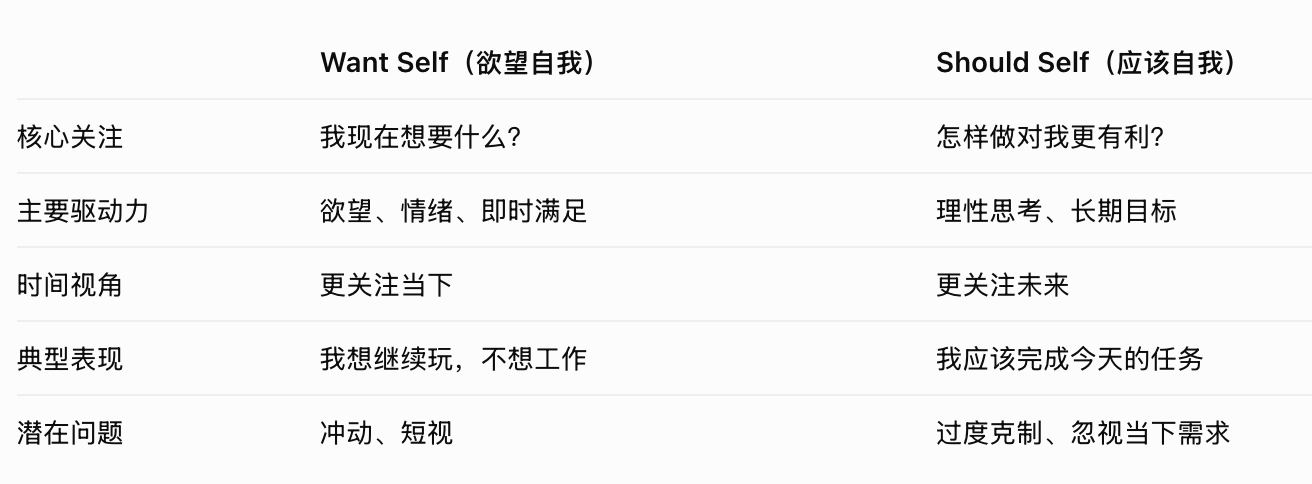 Want Self（欲望自我） Should Self（应该自我）
核心关注 我现在想要什么？ 怎样做对我更有利？
主要驱动力 欲望、情绪、即时满足 理性思考、长期目标
时间视角 更关注当下 更关注未来
典型表现 我想继续玩，不想工作 我应该完成今天的任务
潜在问题 冲动、短视 过度克制、忽视当下需求